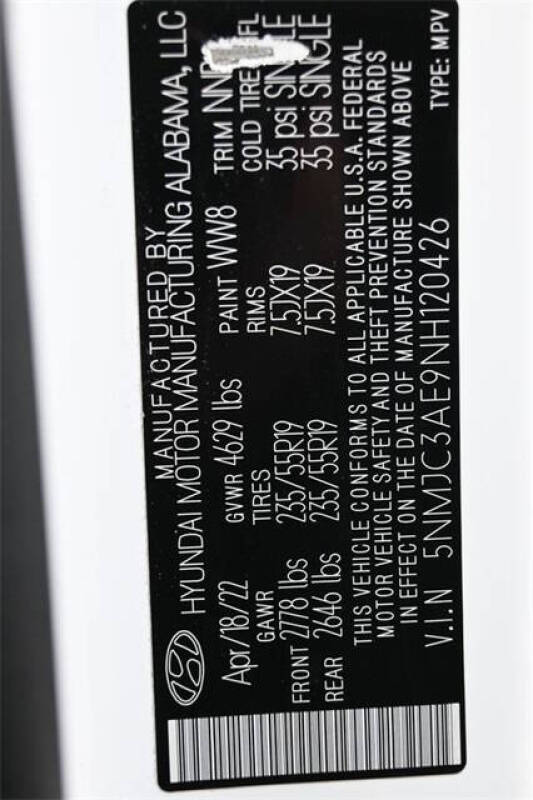 MANUFACTURED BY
HYUNDAI MOTOR MANUFACTURING ALABAMA, LLC
Apr/18/22 GVWR 4629 lbs PAINT WW8 TRIM
GAWR TIRES RIMS COLD TIRE
FRONT 2778 lbs 235/55R19 7.5JX19 35 psi SINGLE
REAR 2646 lbs 235/55R19 7.5JX19 35 psi SINGLE
THIS VEHICLE CONFORMS TO ALL APPLICABLE U.S.A. FEDERAL
MOTOR VEHICLE SAFETY AND THEFT PREVENTION STANDARDS
IN EFFECT ON THE DATE OF MANUFACTURE SHOWN ABOVE
V.I.N 5NMJC3AE9NH120426 TYPE: MPV